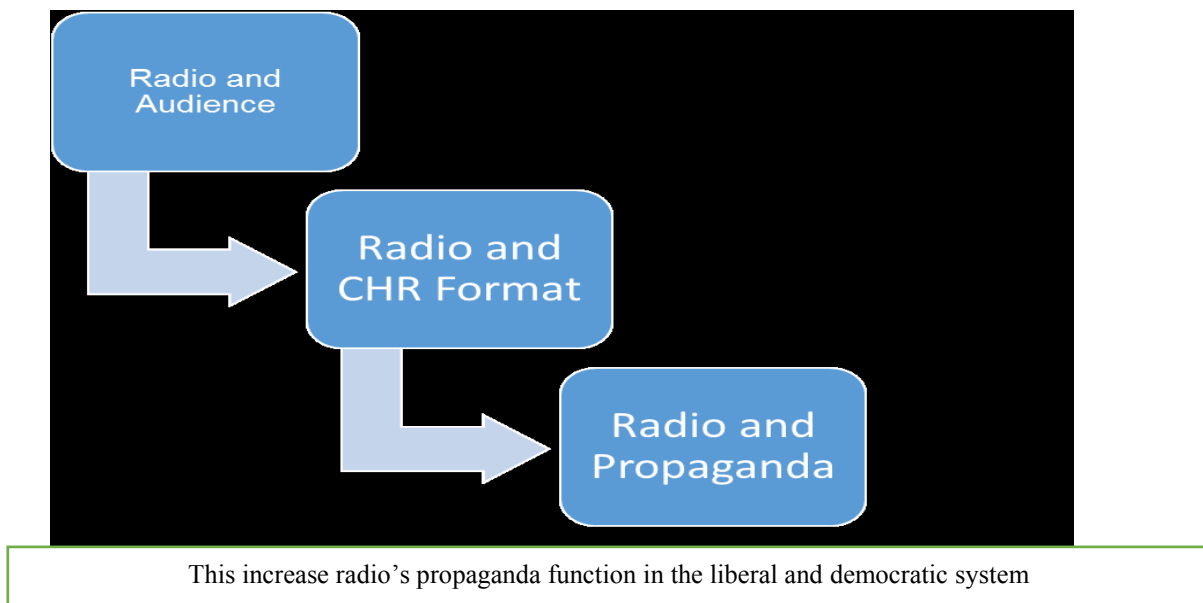 Radio and
Audience
Radio and
CHR Format
Radio and
Propaganda
This increase radio’s propaganda function in the liberal and democratic system